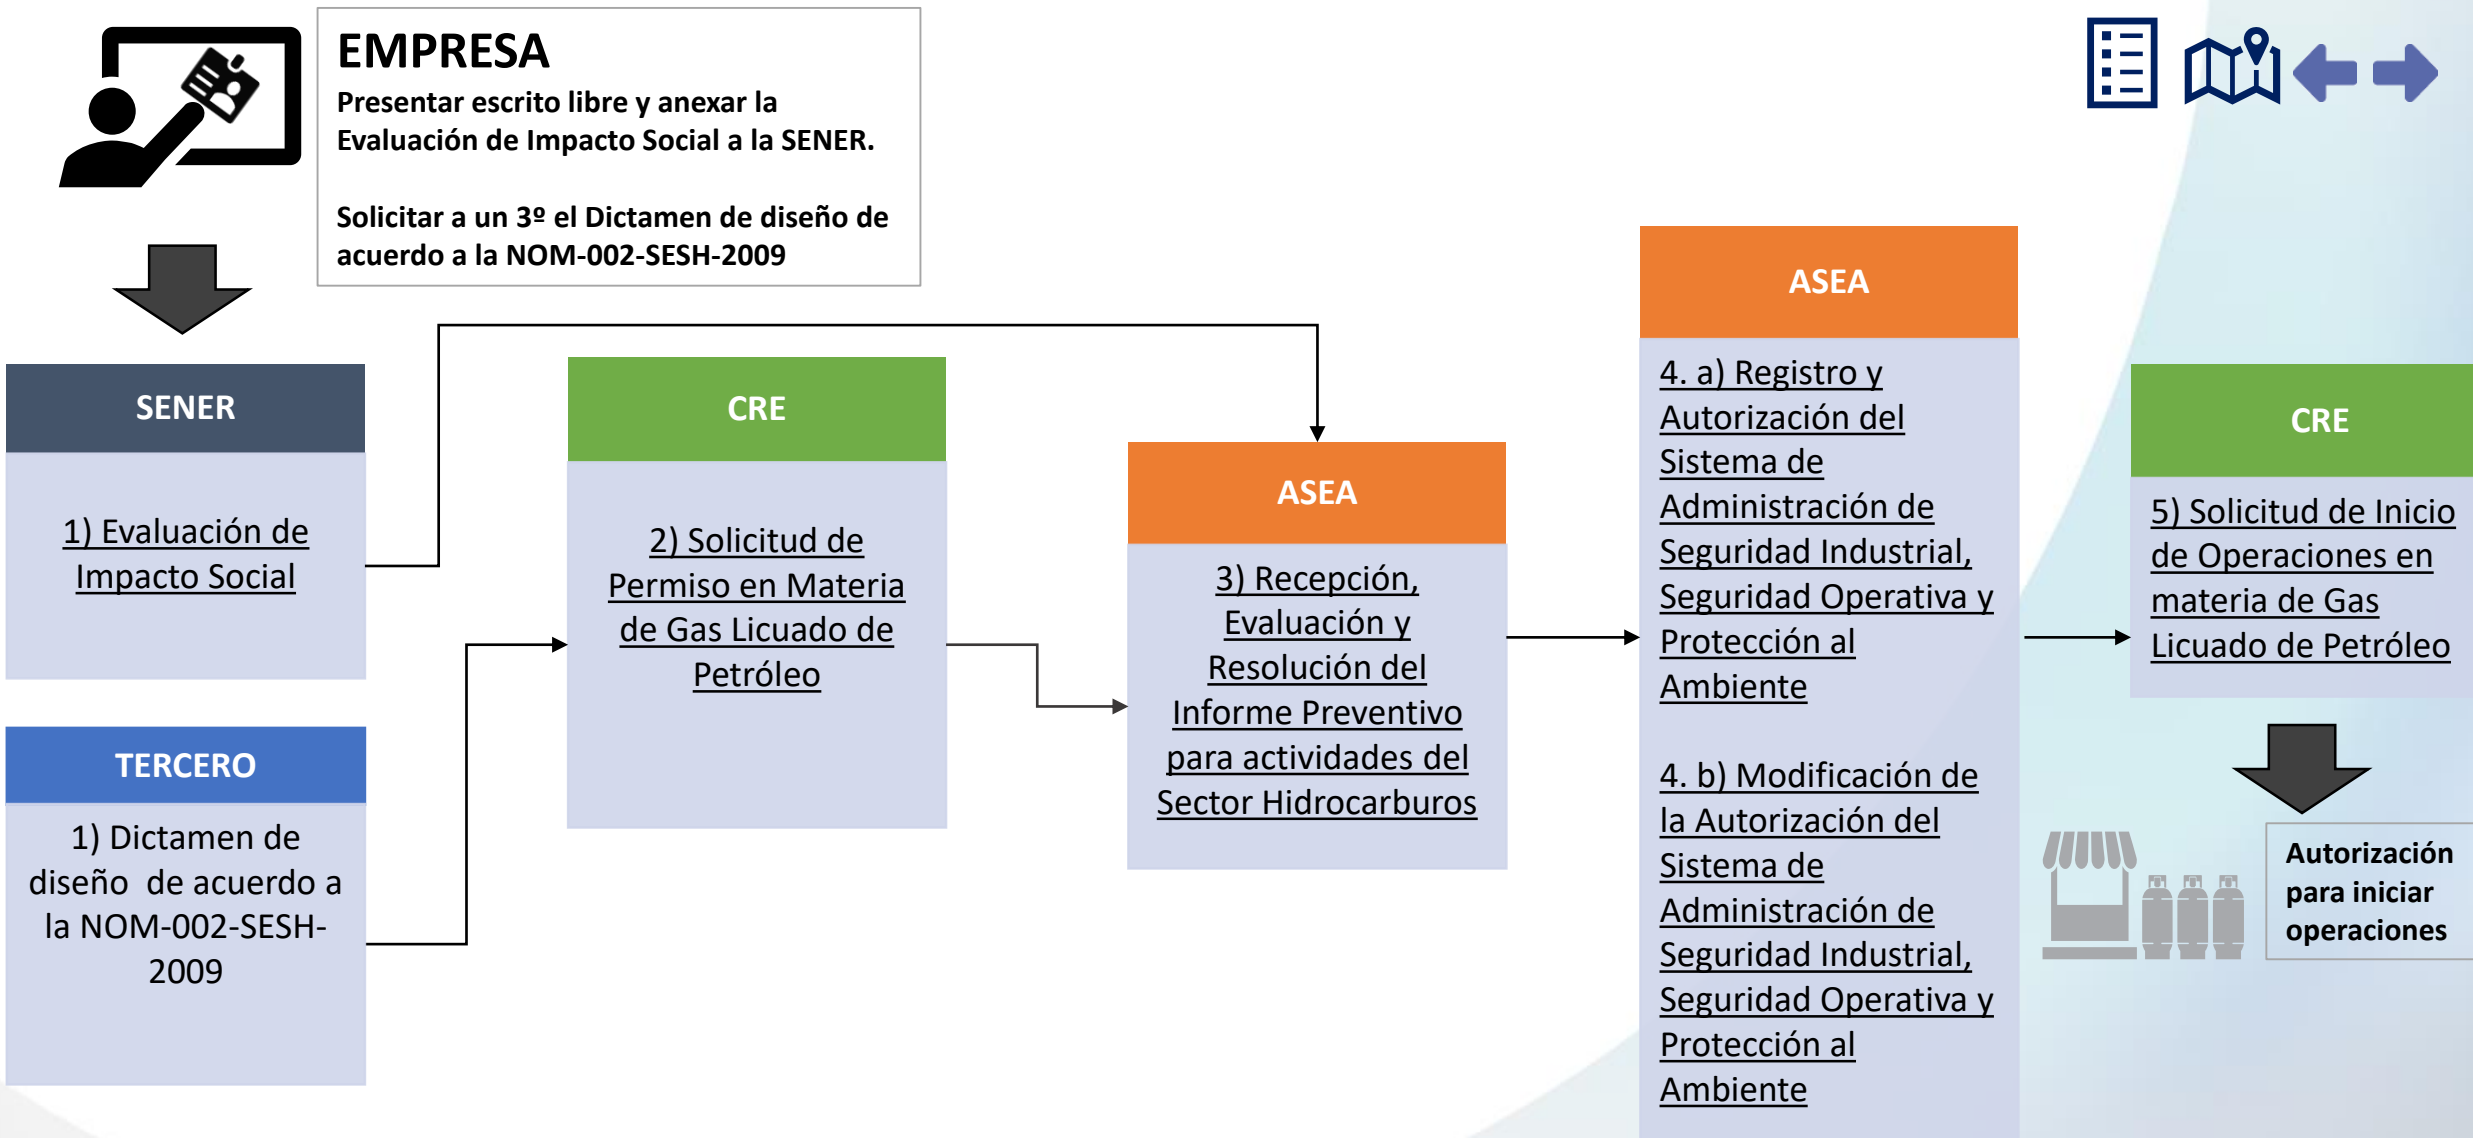 EMPRESA
Presentar escrito libre y anexar la
Evaluación de Impacto Social a la SENER.
Solicitar a un 3º el Dictamen de diseño de
acuerdo a la NOM-002-SESH-2009
SENER
1) Evaluación de
Impacto Social
TERCERO
1) Dictamen de
diseño de acuerdo a
la NOM-002-SESH-
2009
CRE
2) Solicitud de
Permiso en Materia
de Gas Licuado de
Petróleo
ASEA
3) Recepción,
Evaluación y
Resolución del
Informe Preventivo
para actividades del
Sector Hidrocarburos
ASEA
4. a) Registro y
Autorización del
Sistema de
Administración de
Seguridad Industrial,
Seguridad Operativa y
Protección al
Ambiente
4. b) Modificación de
la Autorización del
Sistema de
Administración de
Seguridad Industrial,
Seguridad Operativa y
Protección al
Ambiente
CRE
5) Solicitud de Inicio
de Operaciones en
materia de Gas
Licuado de Petróleo
Autorización
para iniciar
operaciones